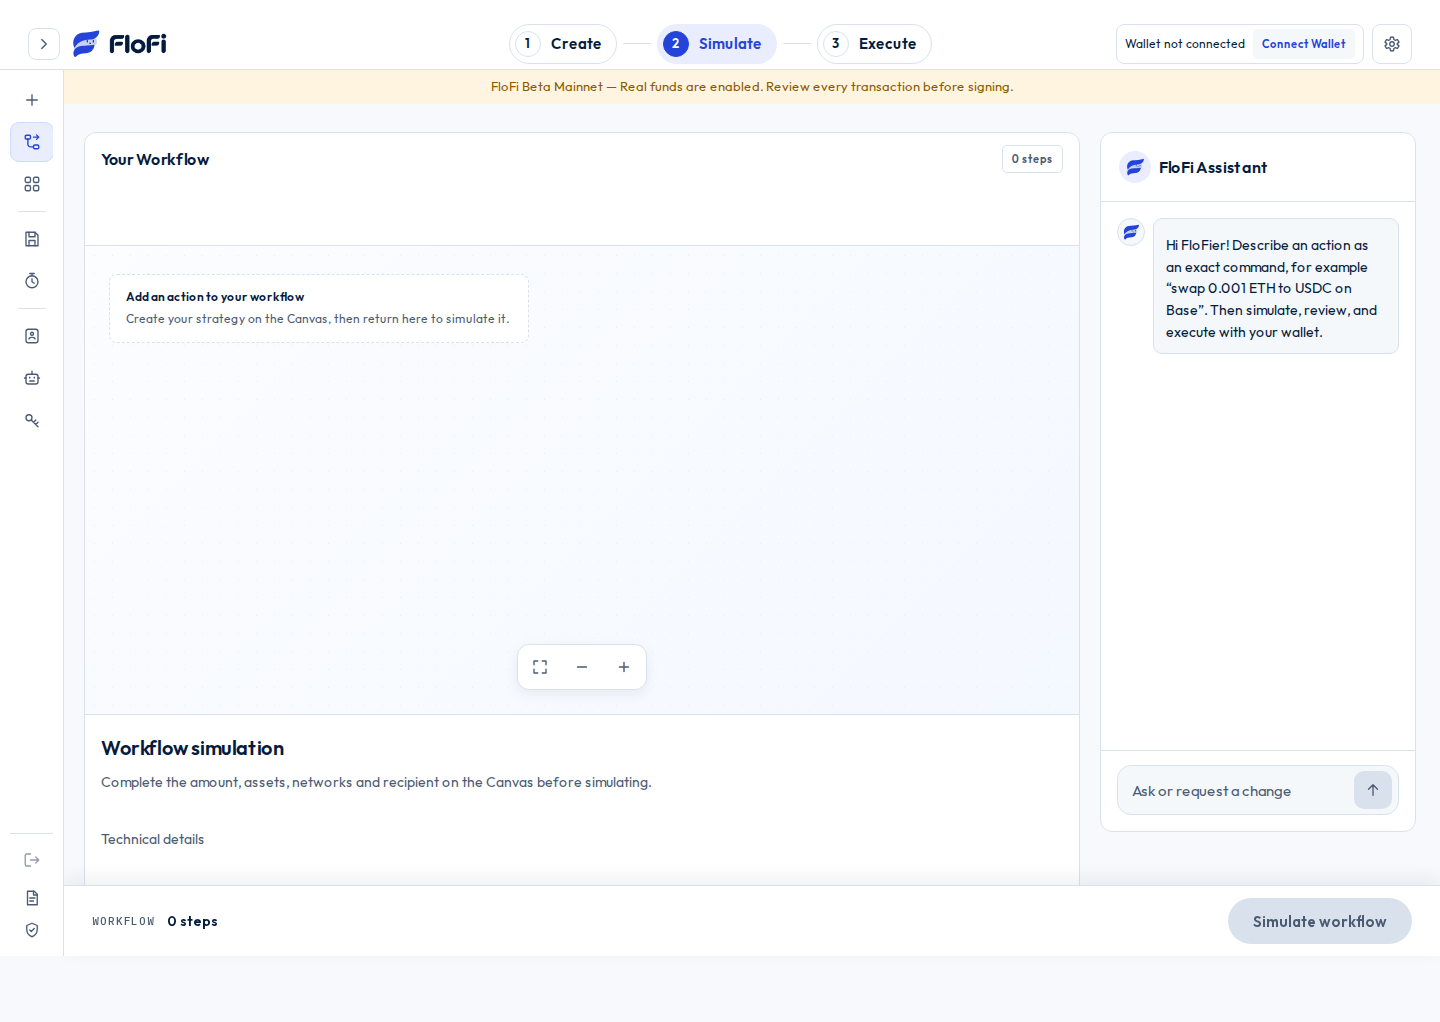 FloFi
1 Create
2 Simulate
3 Execute
Wallet not connected
Connect Wallet
FloFi Beta Mainnet — Real funds are enabled. Review every transaction before signing.
Your Workflow
0 steps
Add an action to your workflow
Create your strategy on the Canvas, then return here to simulate it.
Workflow simulation
Complete the amount, assets, networks and recipient on the Canvas before simulating.
Technical details
FloFi Assistant
Hi FloFier! Describe an action as
an exact command, for example
“swap 0.001 ETH to USDC on
Base”. Then simulate, review, and
execute with your wallet.
Ask or request a change
WORKFLOW 0 steps
Simulate workflow